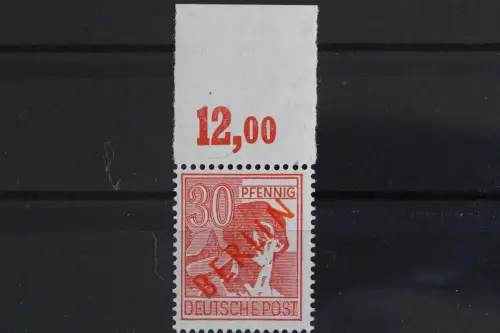 12,00
30 PFENNIG
BERLIN
DEUTSCHE POST